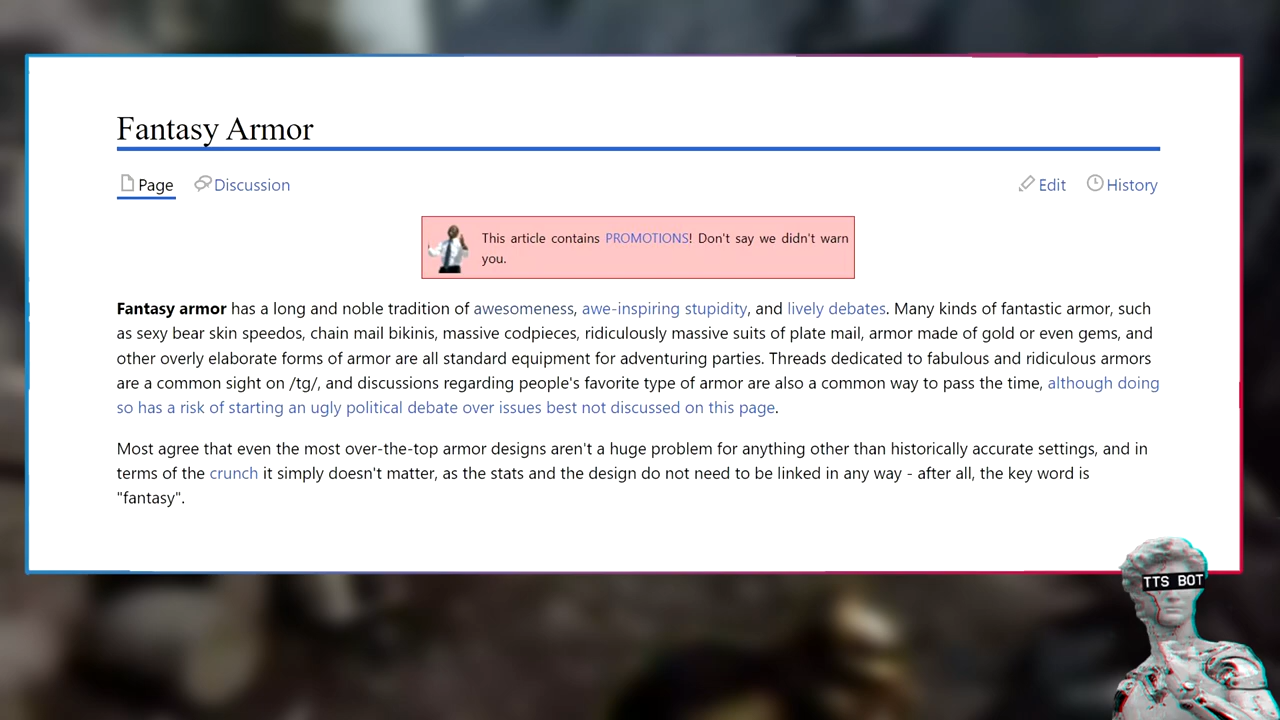 Fantasy Armor
Page Discussion Edit History
This article contains PROMOTIONS! Don't say we didn't warn
you.
Fantasy armor has a long and noble tradition of awesomeness, awe-inspiring stupidity, and lively debates. Many kinds of fantastic armor, such
as sexy bear skin speedos, chain mail bikinis, massive codpieces, ridiculously massive suits of plate mail, armor made of gold or even gems, and
other overly elaborate forms of armor are all standard equipment for adventuring parties. Threads dedicated to fabulous and ridiculous armors
are a common sight on /tg/, and discussions regarding people's favorite type of armor are also a common way to pass the time, although doing
so has a risk of starting an ugly political debate over issues best not discussed on this page.
Most agree that even the most over-the-top armor designs aren't a huge problem for anything other than historically accurate settings, and in
terms of the crunch it simply doesn't matter, as the stats and the design do not need to be linked in any way - after all, the key word is
"fantasy".
TTS BOT